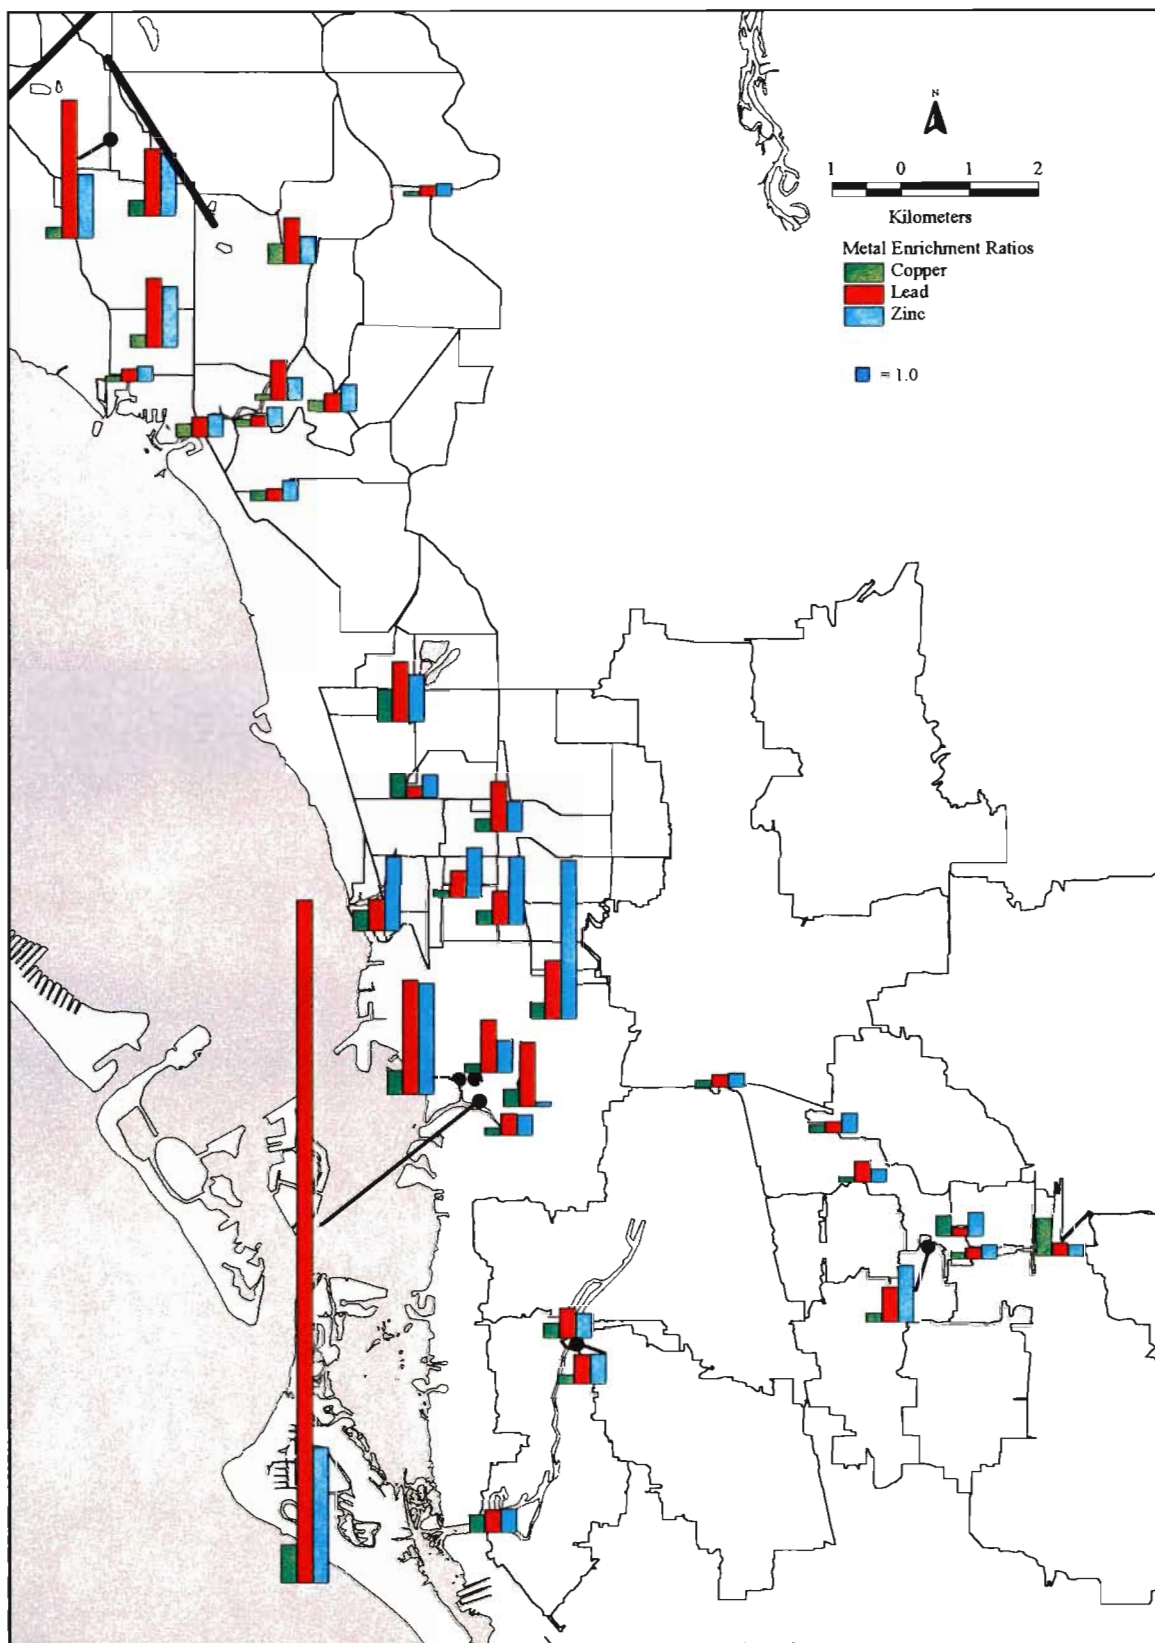 N
1 0 1 2
Kilometers
Metal Enrichment Ratios
Copper
Lead
Zinc
= 1.0